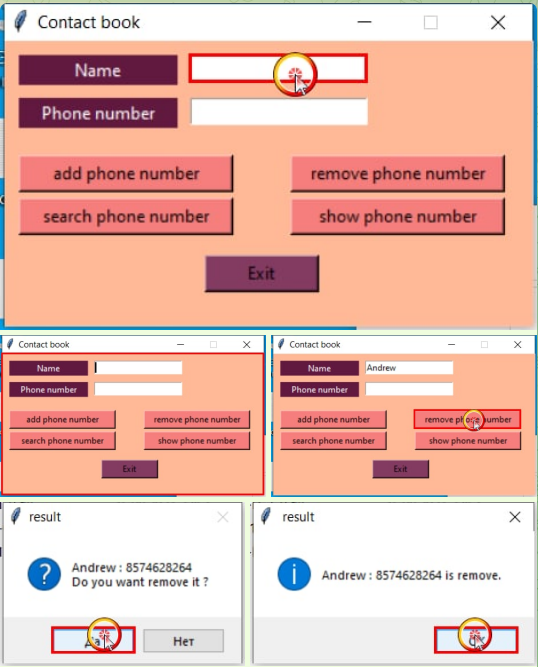 Contact book
Name
Phone number
add phone number
remove phone number
search phone number
show phone number
Exit
Contact book
Name
Phone number
add phone number
remove phone number
search phone number
show phone number
Exit
Contact book
Name Andrew
Phone number
add phone number
remove phone number
search phone number
show phone number
Exit
result
Andrew : 8574628264
Do you want remove it ?
Нет
result
Andrew : 8574628264 is remove.